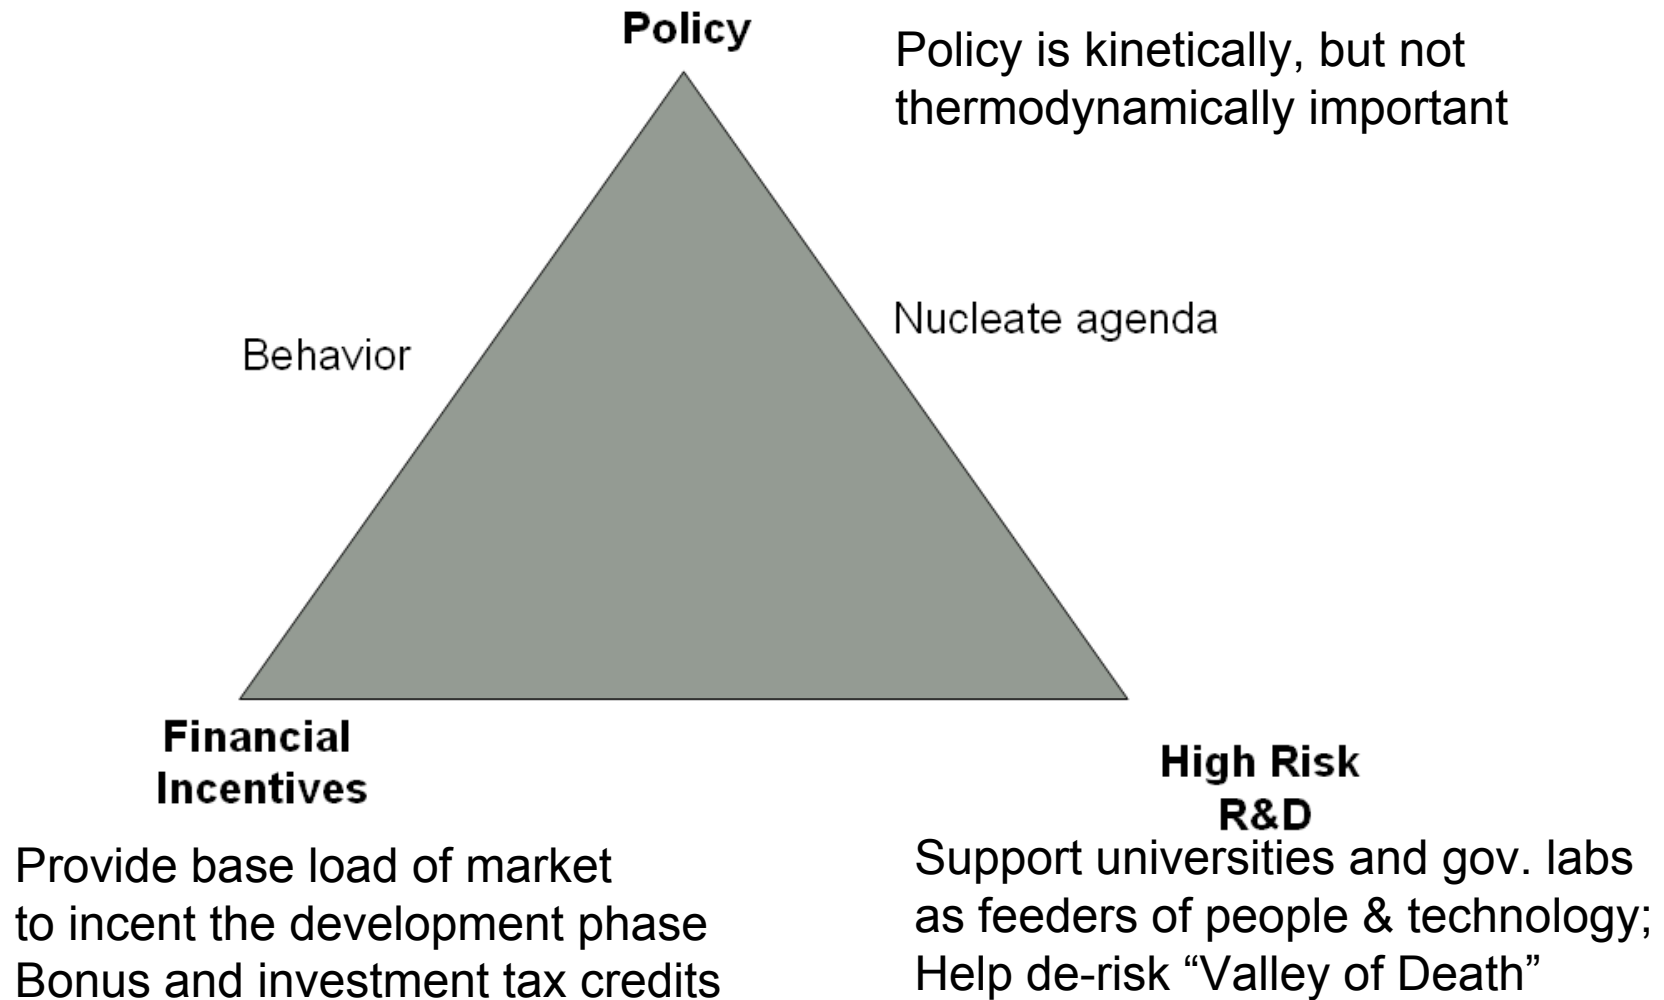 Policy
Policy is kinetically, but not
thermodynamically important
Behavior
Nucleate agenda
Financial
Incentives
Provide base load of market
to incent the development phase
Bonus and investment tax credits
High Risk
R&D
Support universities and gov. labs
as feeders of people & technology;
Help de-risk “Valley of Death”